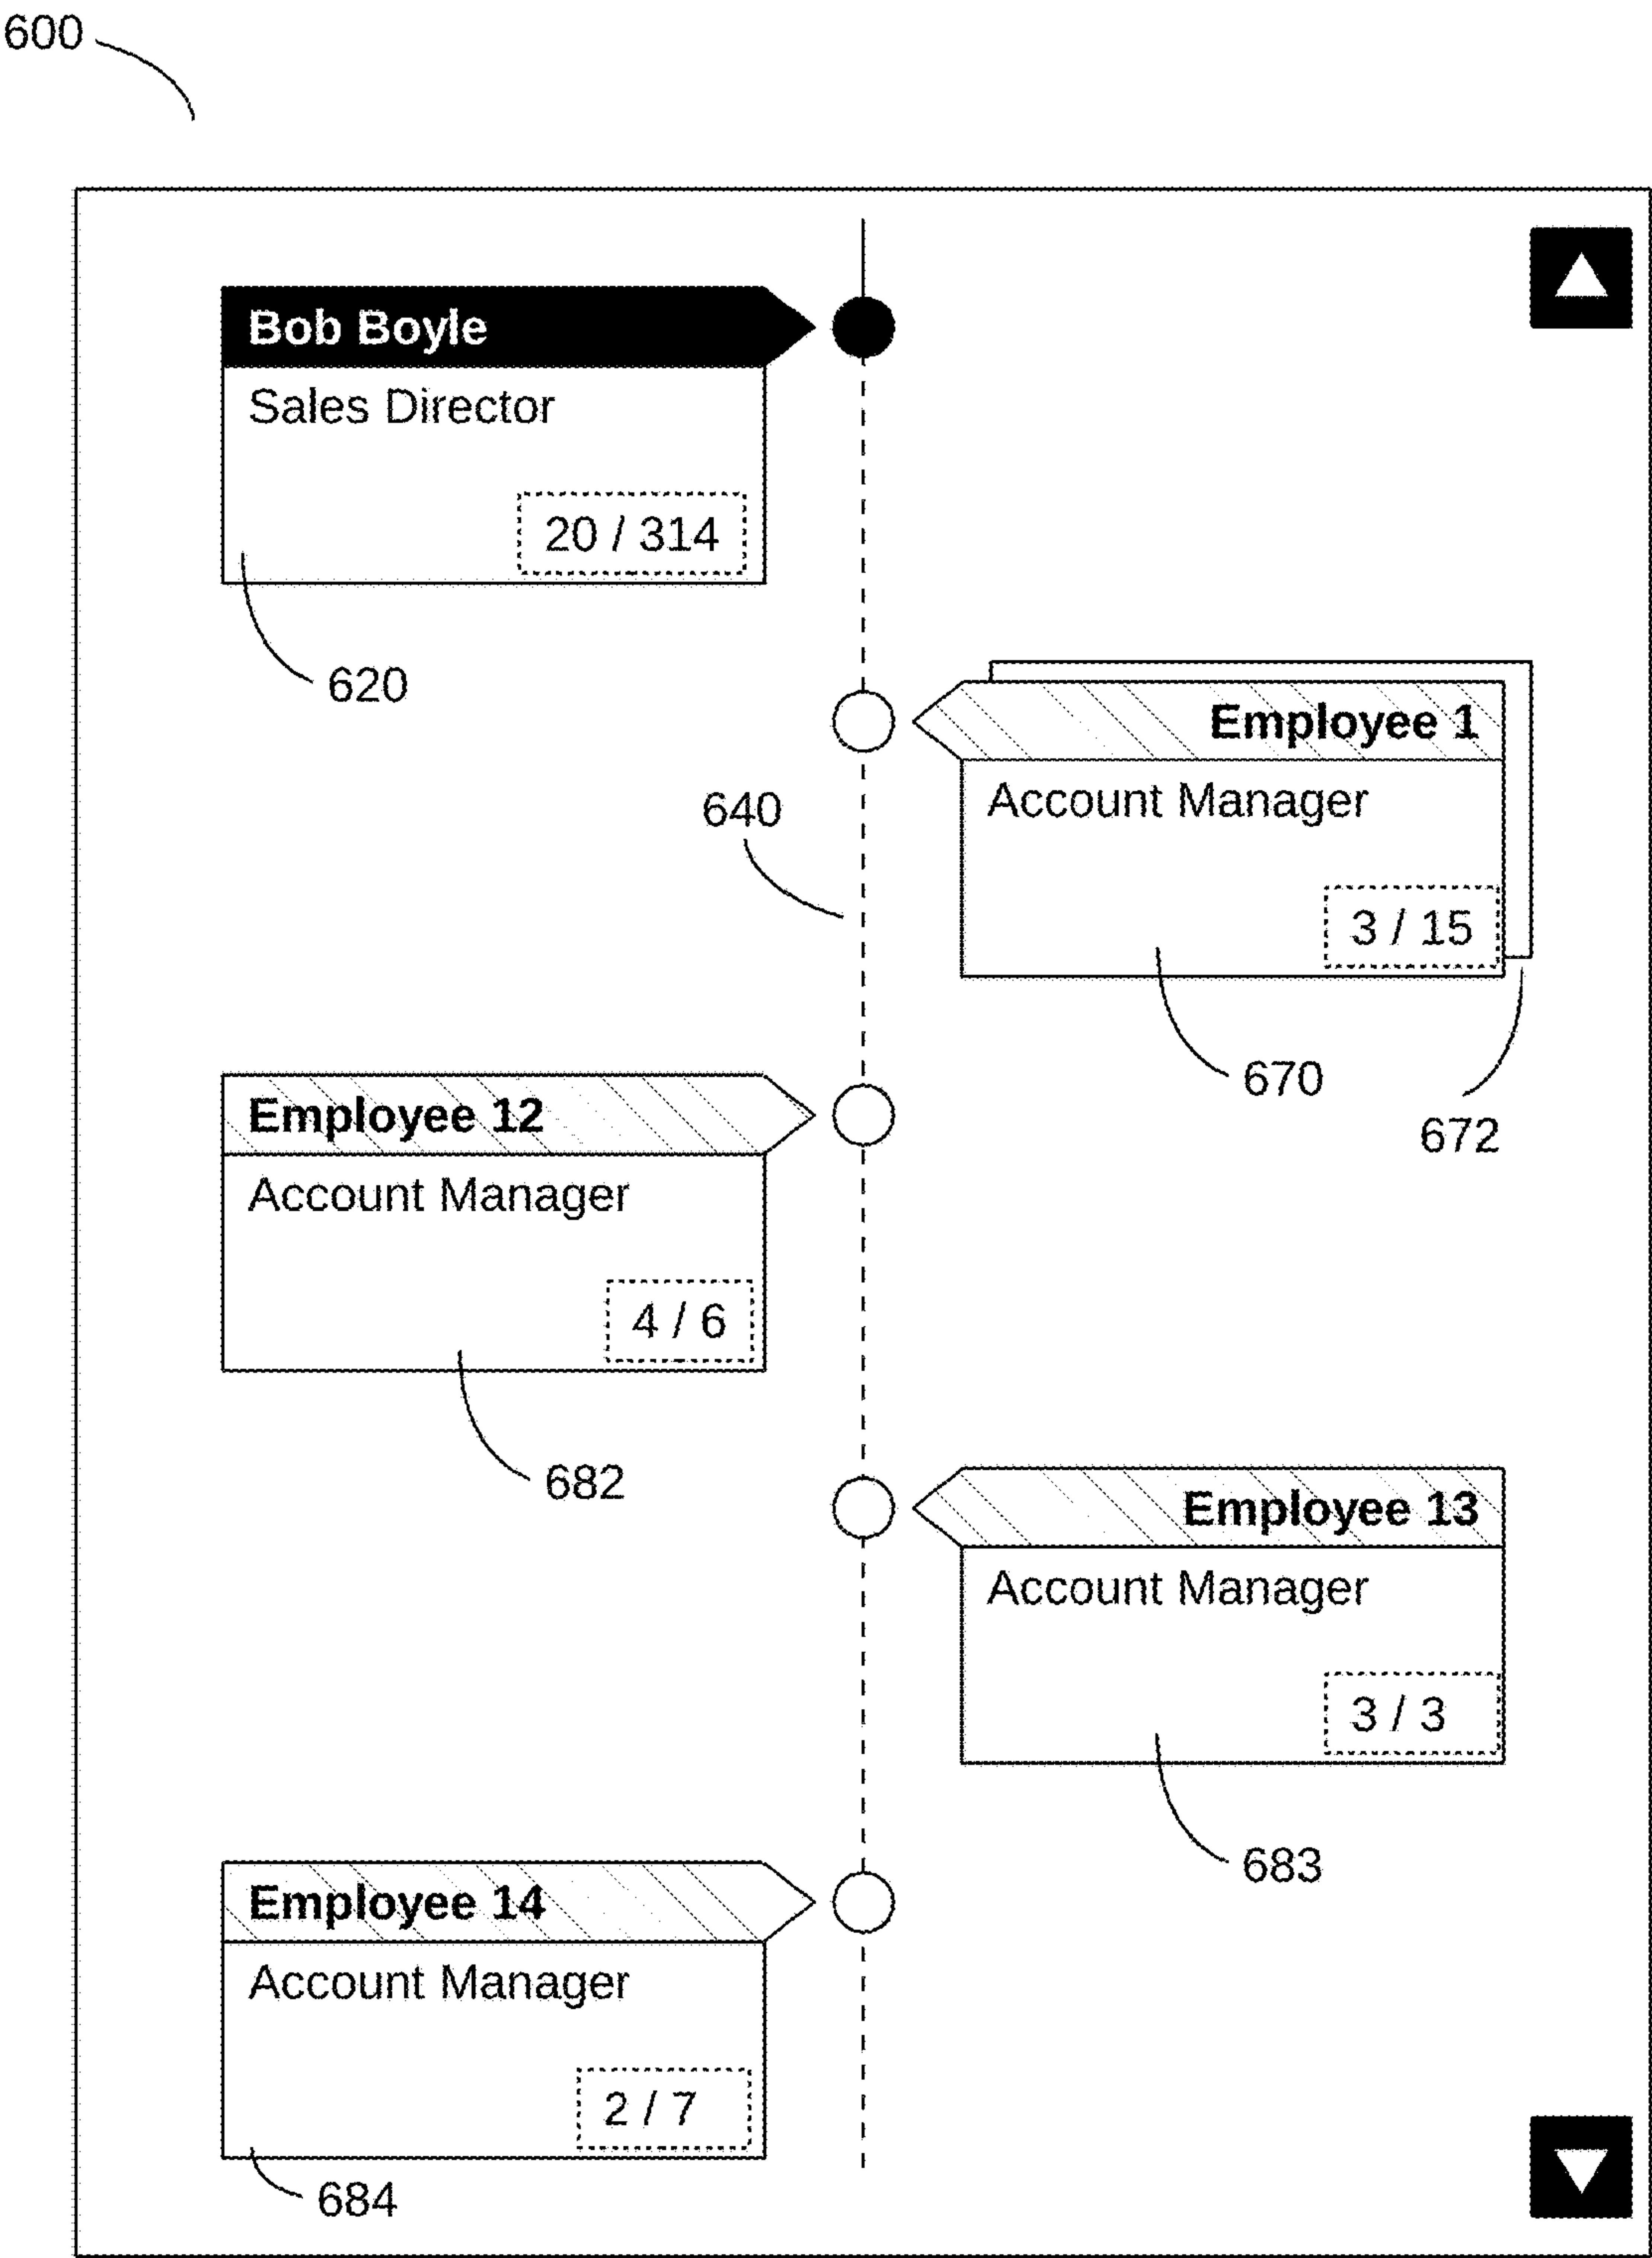 600
Bob Boyle
Sales Director
20 / 314
620
Employee 1
Account Manager
3 / 15
640
670
672
Employee 12
Account Manager
4 / 6
682
Employee 13
Account Manager
3 / 3
683
Employee 14
Account Manager
2 / 7
684